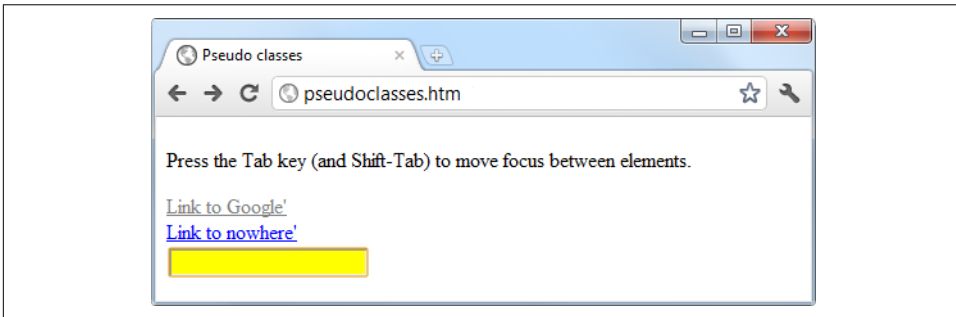 Pseudo classes
pseudoclasses.htm
Press the Tab key (and Shift-Tab) to move focus between elements.
Link to Google'
Link to nowhere'